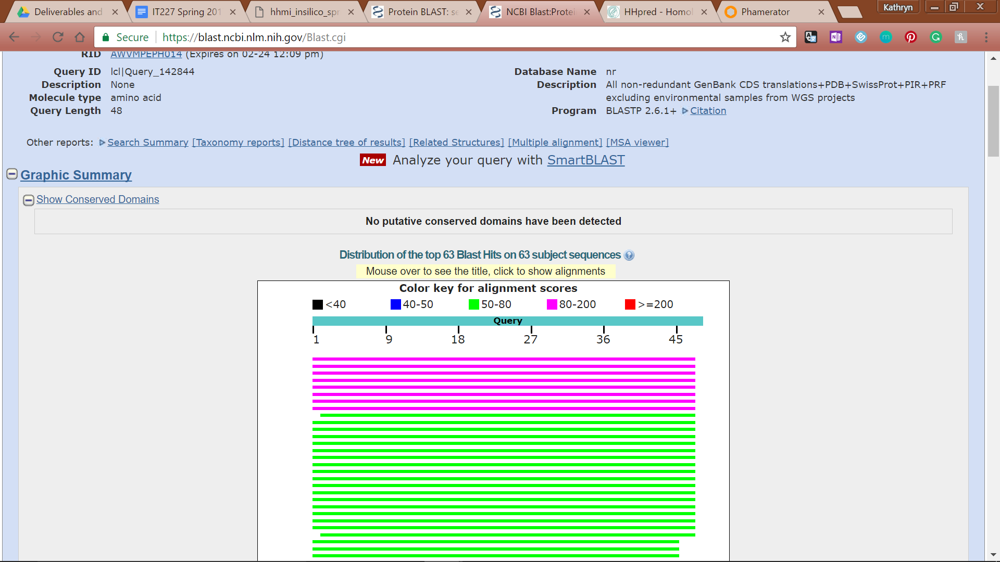 Deliverables and
IT227 Spring 201
hhmi_insilico_spr
Protein BLAST: se
NCBI Blast:Protei
HHpred - Homol
Phamerator
Kathryn
Secure
https://blast.ncbi.nlm.nih.gov/Blast.cgi
RID AWVMPEPH014 (Expires on 02-24 12:09 pm)
Query ID lcl|Query_142844
Description None
Molecule type amino acid
Query Length 48
Database Name nr
Description All non-redundant GenBank CDS translations+PDB+SwissProt+PIR+PRF
excluding environmental samples from WGS projects
Program BLASTP 2.6.1+ Citation
Other reports: Search Summary [Taxonomy reports] [Distance tree of results] [Related Structures] [Multiple alignment] [MSA viewer]
New Analyze your query with SmartBLAST
Graphic Summary
Show Conserved Domains
No putative conserved domains have been detected
Distribution of the top 63 Blast Hits on 63 subject sequences ?
Mouse over to see the title, click to show alignments
Color key for alignment scores
<40 40-50 50-80 80-200 >=200
Query
1 9 18 27 36 45